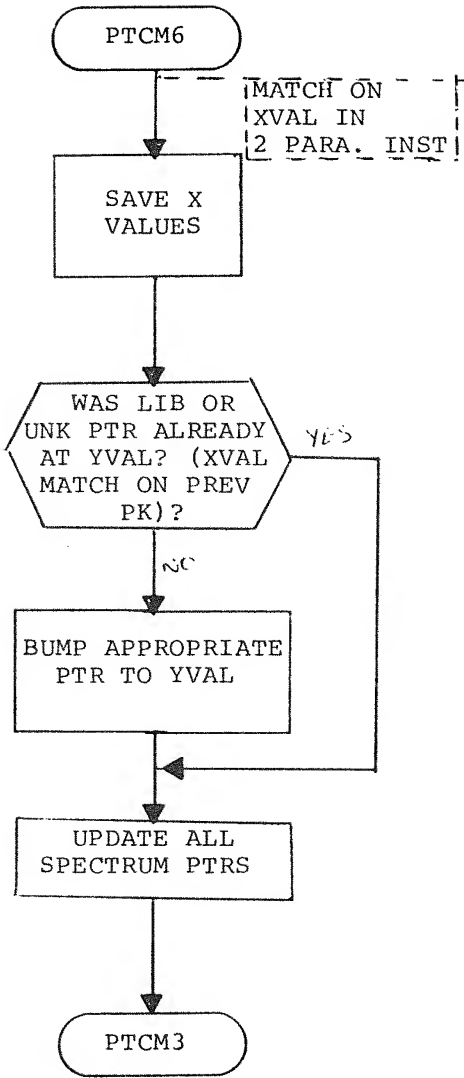 PTCM6
MATCH ON
XVAL IN
2 PARA. INST
SAVE X
VALUES
WAS LIB OR
UNK PTR ALREADY
AT YVAL? (XVAL
MATCH ON PREV
PK)?
YES
NO
BUMP APPROPRIATE
PTR TO YVAL
UPDATE ALL
SPECTRUM PTRS
PTCM3